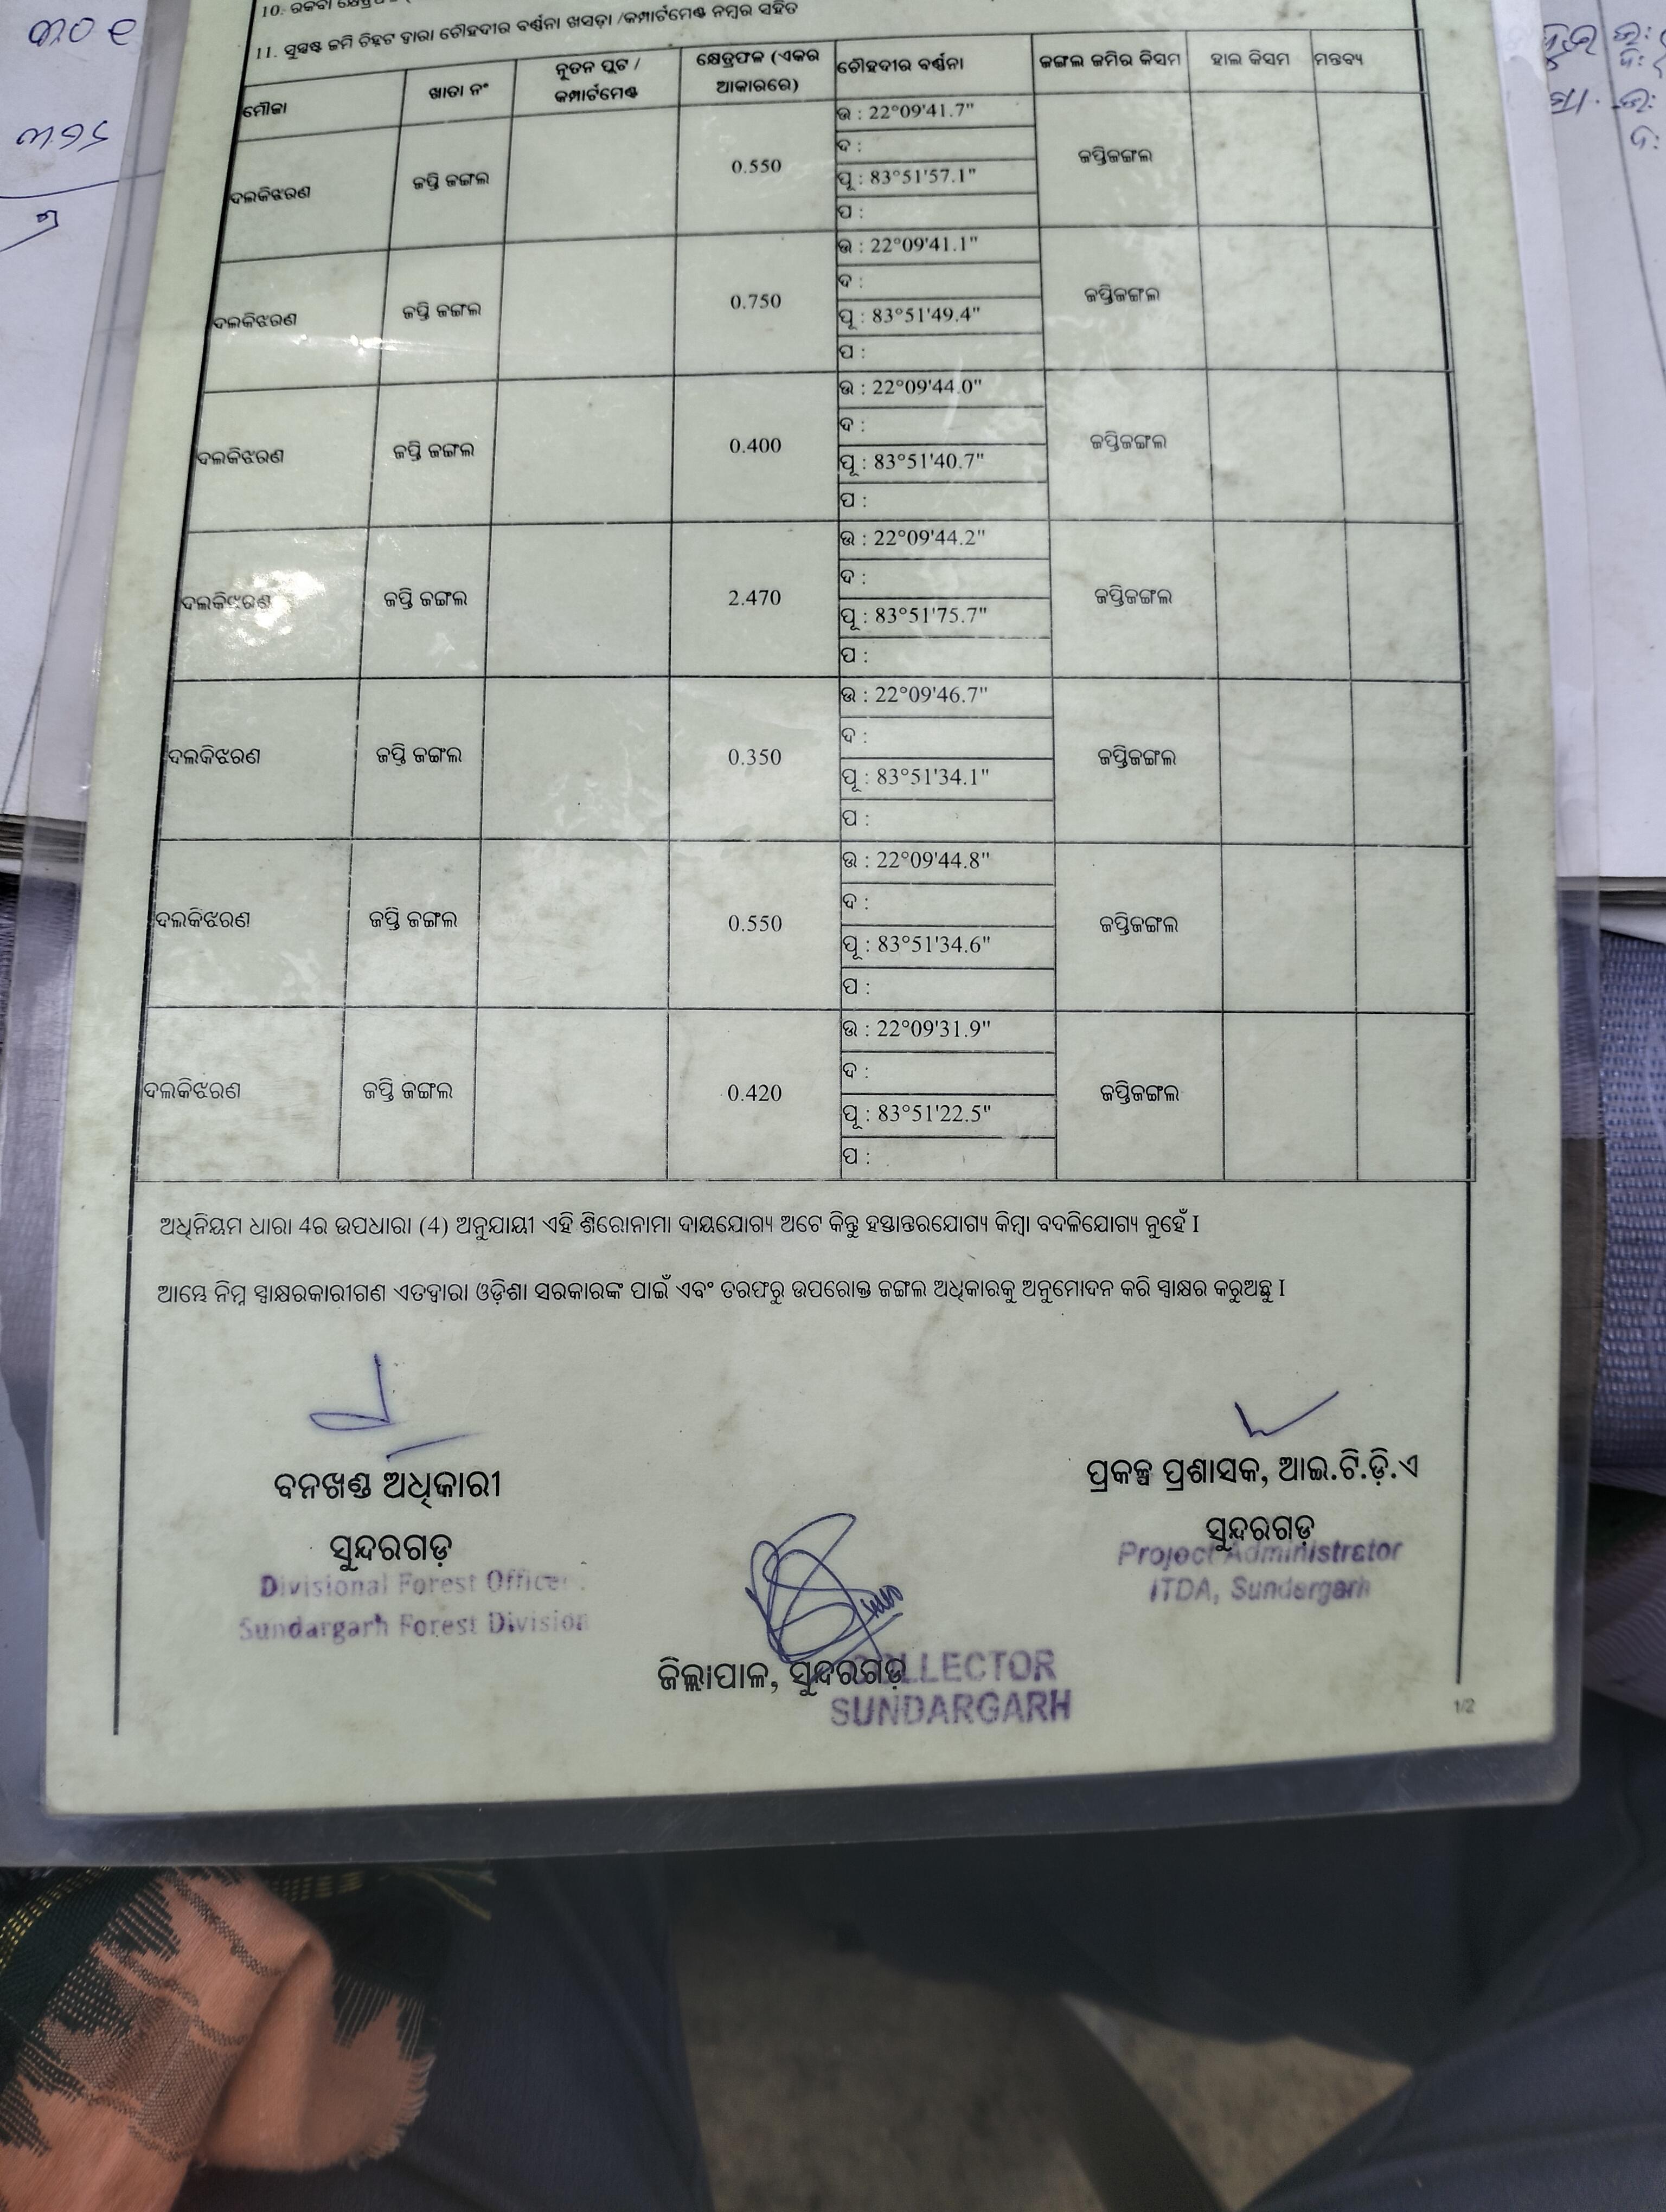 10. ରକବା
11. ସୁସ୍ପଷ୍ଟ ଜମି ଚିହଟ ଦ୍ୱାରା ଚୌହଦୀର ବର୍ଣ୍ଣନା ଖସଡ଼ା /କମ୍ପାର୍ଟମେଣ୍ଟ ନମ୍ବର ସହିତ
ମୌଜା ଖାତା ନଂ ନୂତନ ପ୍ଲଟ / କମ୍ପାର୍ଟମେଣ୍ଟ କ୍ଷେତ୍ରଫଳ (ଏକର ଆକାରରେ) ଚୌହଦୀର ବର୍ଣ୍ଣନା ଜଙ୍ଗଲ ଜମିର କିସମ ହାଲ କିସମ ମନ୍ତବ୍ୟ
ଦଲକିଝରଣ ଜପ୍ତି ଜଙ୍ଗଲ 0.550 ଉ : 22°09'41.7" ଜପ୍ତିଜଙ୍ଗଲ
ଦ :
ପୂ : 83°51'57.1"
ପ :
ଦଲକିଝରଣ ଜପ୍ତି ଜଙ୍ଗଲ 0.750 ଉ : 22°09'41.1" ଜପ୍ତିଜଙ୍ଗଲ
ଦ :
ପୂ : 83°51'49.4"
ପ :
ଦଲକିଝରଣ ଜପ୍ତି ଜଙ୍ଗଲ 0.400 ଉ : 22°09'44.0" ଜପ୍ତିଜଙ୍ଗଲ
ଦ :
ପୂ : 83°51'40.7"
ପ :
ଦଲକିଝରଣ ଜପ୍ତି ଜଙ୍ଗଲ 2.470 ଉ : 22°09'44.2" ଜପ୍ତିଜଙ୍ଗଲ
ଦ :
ପୂ : 83°51'75.7"
ପ :
ଦଲକିଝରଣ ଜପ୍ତି ଜଙ୍ଗଲ 0.350 ଉ : 22°09'46.7" ଜପ୍ତିଜଙ୍ଗଲ
ଦ :
ପୂ : 83°51'34.1"
ପ :
ଦଲକିଝରଣ ଜପ୍ତି ଜଙ୍ଗଲ 0.550 ଉ : 22°09'44.8" ଜପ୍ତିଜଙ୍ଗଲ
ଦ :
ପୂ : 83°51'34.6"
ପ :
ଦଲକିଝରଣ ଜପ୍ତି ଜଙ୍ଗଲ 0.420 ଉ : 22°09'31.9" ଜପ୍ତିଜଙ୍ଗଲ
ଦ :
ପୂ : 83°51'22.5"
ପ :
ଅଧିନିୟମ ଧାରା 4ର ଉପଧାରା (4) ଅନୁଯାୟୀ ଏହି ଶିରୋନାମା ଦାୟଯୋଗ୍ୟ ଅଟେ କିନ୍ତୁ ହସ୍ତାନ୍ତରଯୋଗ୍ୟ କିମ୍ବା ବଦଳିଯୋଗ୍ୟ ନୁହେଁ I
ଆମ୍ଭେ ନିମ୍ନ ସ୍ୱାକ୍ଷରକାରୀଗଣ ଏତଦ୍ୱାରା ଓଡ଼ିଶା ସରକାରଙ୍କ ପାଇଁ ଏବଂ ତରଫରୁ ଉପରୋକ୍ତ ଜଙ୍ଗଲ ଅଧିକାରକୁ ଅନୁମୋଦନ କରି ସ୍ୱାକ୍ଷର କରୁଅଛୁ I
ବନଖଣ୍ଡ ଅଧିକାରୀ
ସୁନ୍ଦରଗଡ଼
Divisional Forest Officer
Sundargarh Forest Division
ପ୍ରକଳ୍ପ ପ୍ରଶାସକ, ଆଇ.ଟି.ଡ଼ି.ଏ
ସୁନ୍ଦରଗଡ଼
Project Administrator
ITDA, Sundargarh
ଜିଲ୍ଲାପାଳ, ସୁନ୍ଦରଗଡ଼
COLLECTOR
SUNDARGARH
1/2